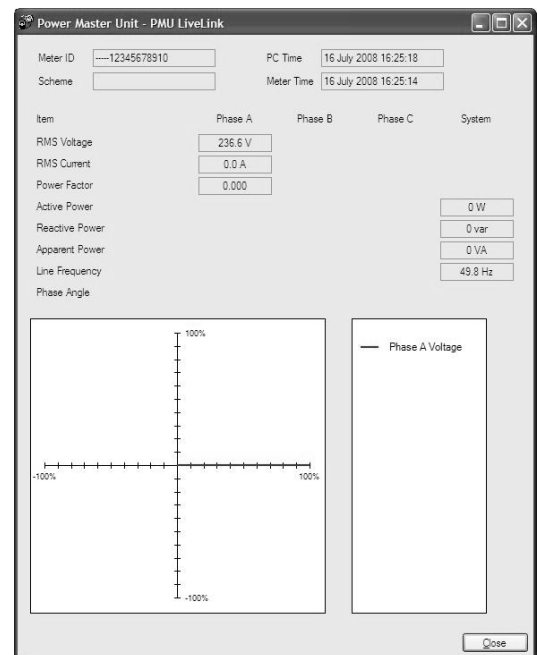 Power Master Unit - PMU LiveLink
Meter ID ----12345678910 PC Time 16 July 2008 16:25:18
Scheme Meter Time 16 July 2008 16:25:14
Item Phase A Phase B Phase C System
RMS Voltage 236.6 V
RMS Current 0.0 A
Power Factor 0.000
Active Power 0 W
Reactive Power 0 var
Apparent Power 0 VA
Line Frequency 49.8 Hz
Phase Angle
100%
Phase A Voltage
-100% 100%
-100%
Close